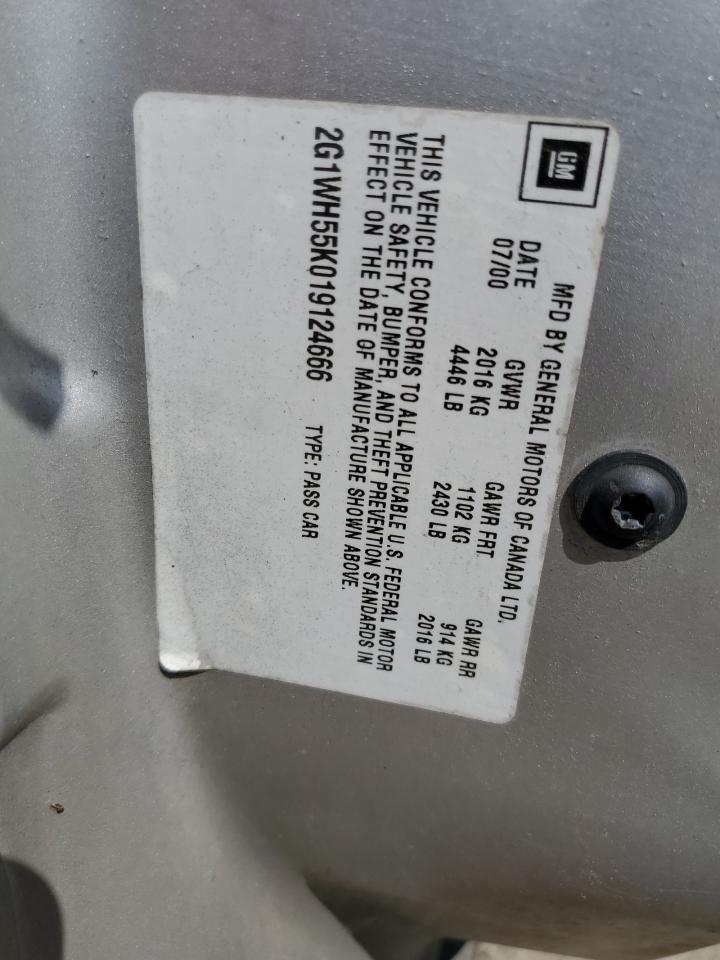 GM
MFD BY GENERAL MOTORS OF CANADA LTD.
DATE GVWR GAWR FRT. GAWR RR
07/00 2016 KG 1102 KG 914 KG
4446 LB 2430 LB 2016 LB
THIS VEHICLE CONFORMS TO ALL APPLICABLE U.S. FEDERAL MOTOR
VEHICLE SAFETY, BUMPER, AND THEFT PREVENTION STANDARDS IN
EFFECT ON THE DATE OF MANUFACTURE SHOWN ABOVE.
2G1WH55K019124666 TYPE: PASS CAR